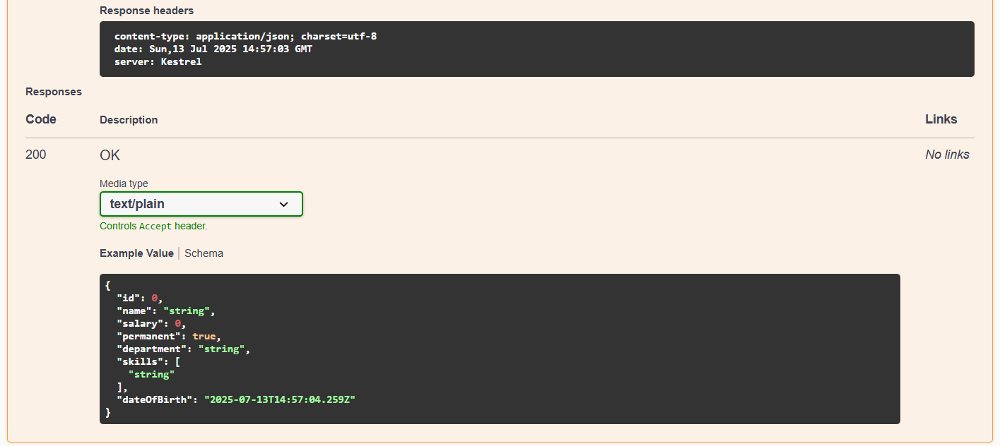 Response headers
content-type: application/json; charset=utf-8
date: Sun,13 Jul 2025 14:57:03 GMT
server: Kestrel
Responses
Code Description Links
200 OK No links
Media type
text/plain
Controls Accept header.
Example Value | Schema
{
  "id": 0,
  "name": "string",
  "salary": 0,
  "permanent": true,
  "department": "string",
  "skills": [
    "string"
  ],
  "dateOfBirth": "2025-07-13T14:57:04.259Z"
}